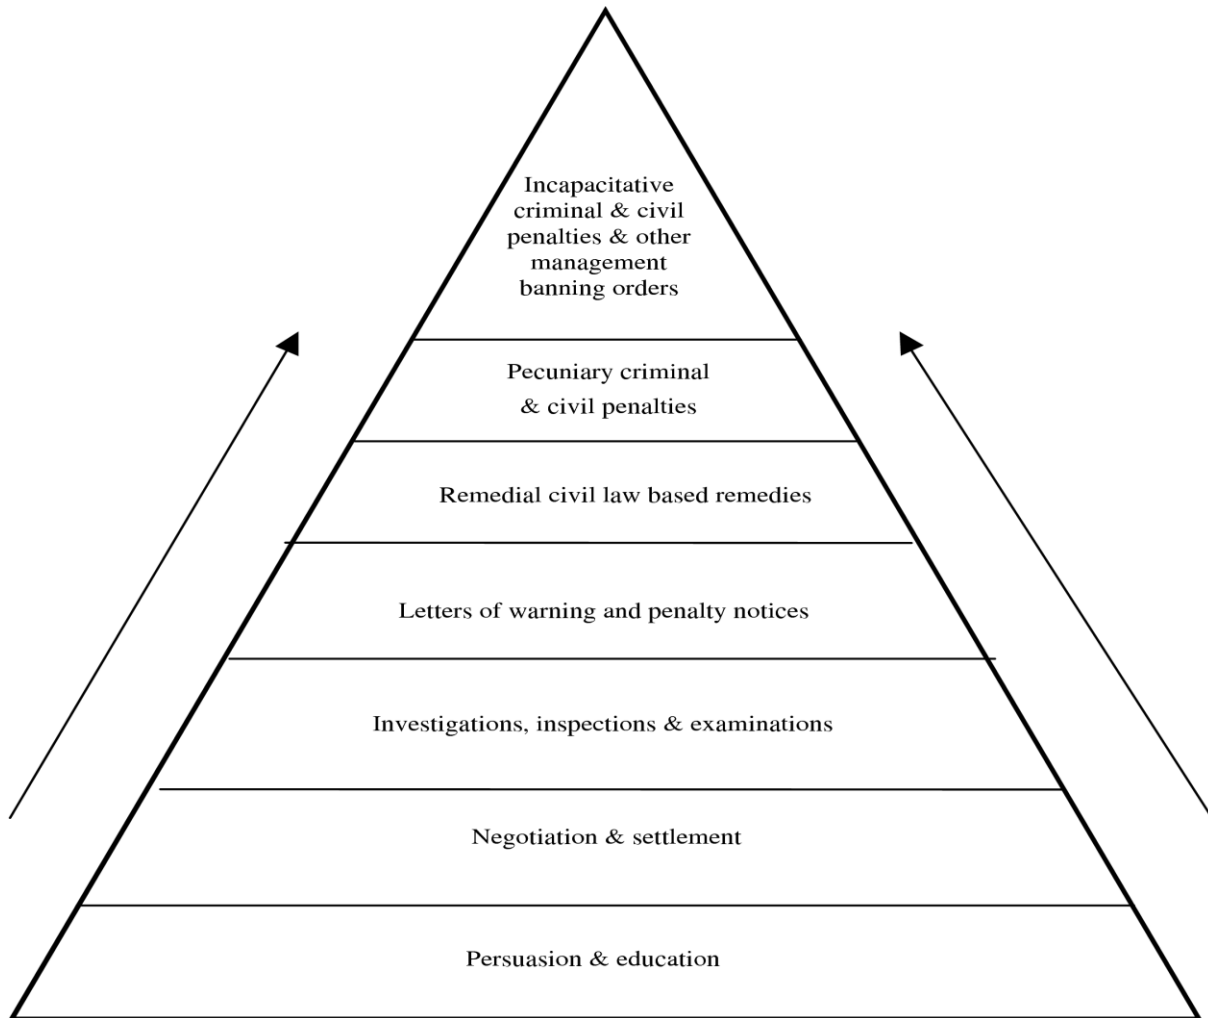 Incapacitative
criminal & civil
penalties & other
management
banning orders
Pecuniary criminal
& civil penalties
Remedial civil law based remedies
Letters of warning and penalty notices
Investigations, inspections & examinations
Negotiation & settlement
Persuasion & education